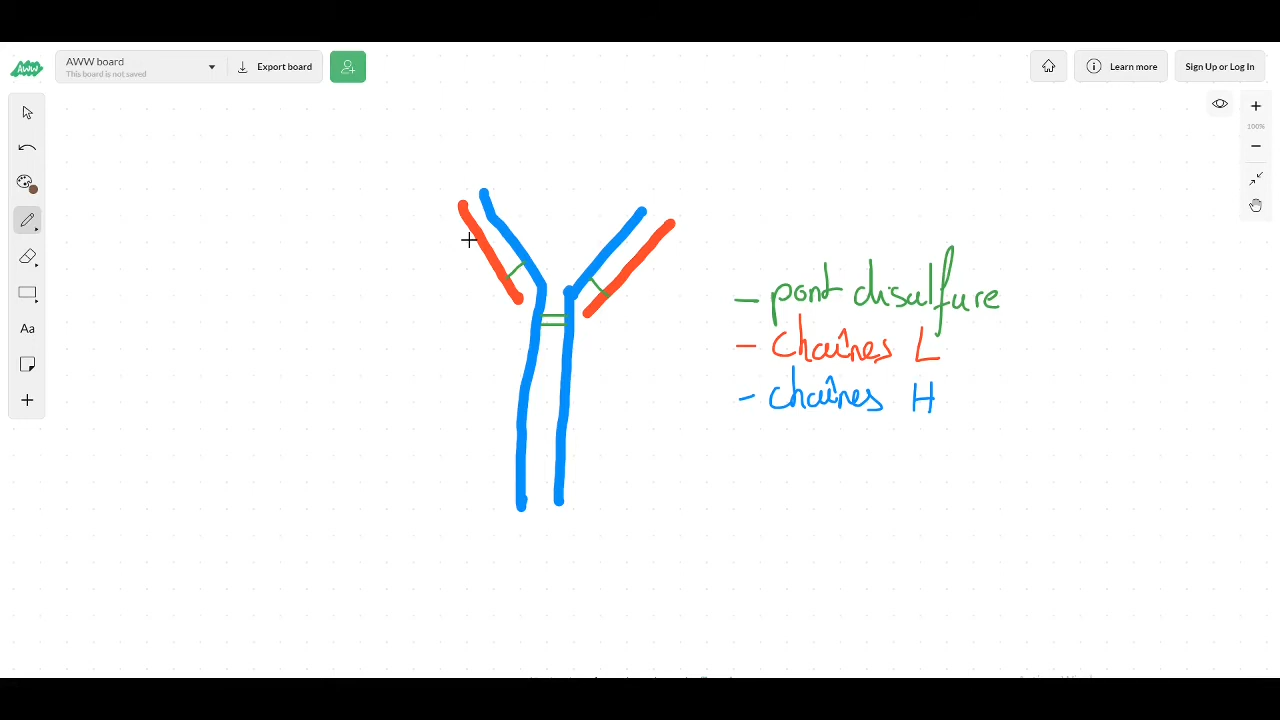 AWW
AWW board
This board is not saved
Export board
Learn more
Sign Up or Log In
100%
Aa
- pont disulfure
- Chaînes L
- chaînes H